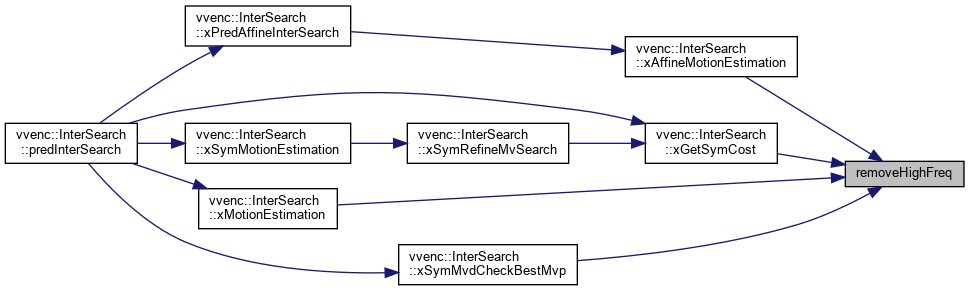 vvenc::InterSearch
::xPredAffineInterSearch
vvenc::InterSearch
::xAffineMotionEstimation
vvenc::InterSearch
::predInterSearch
vvenc::InterSearch
::xSymMotionEstimation
vvenc::InterSearch
::xSymRefineMvSearch
vvenc::InterSearch
::xGetSymCost
removeHighFreq
vvenc::InterSearch
::xMotionEstimation
vvenc::InterSearch
::xSymMvdCheckBestMvp